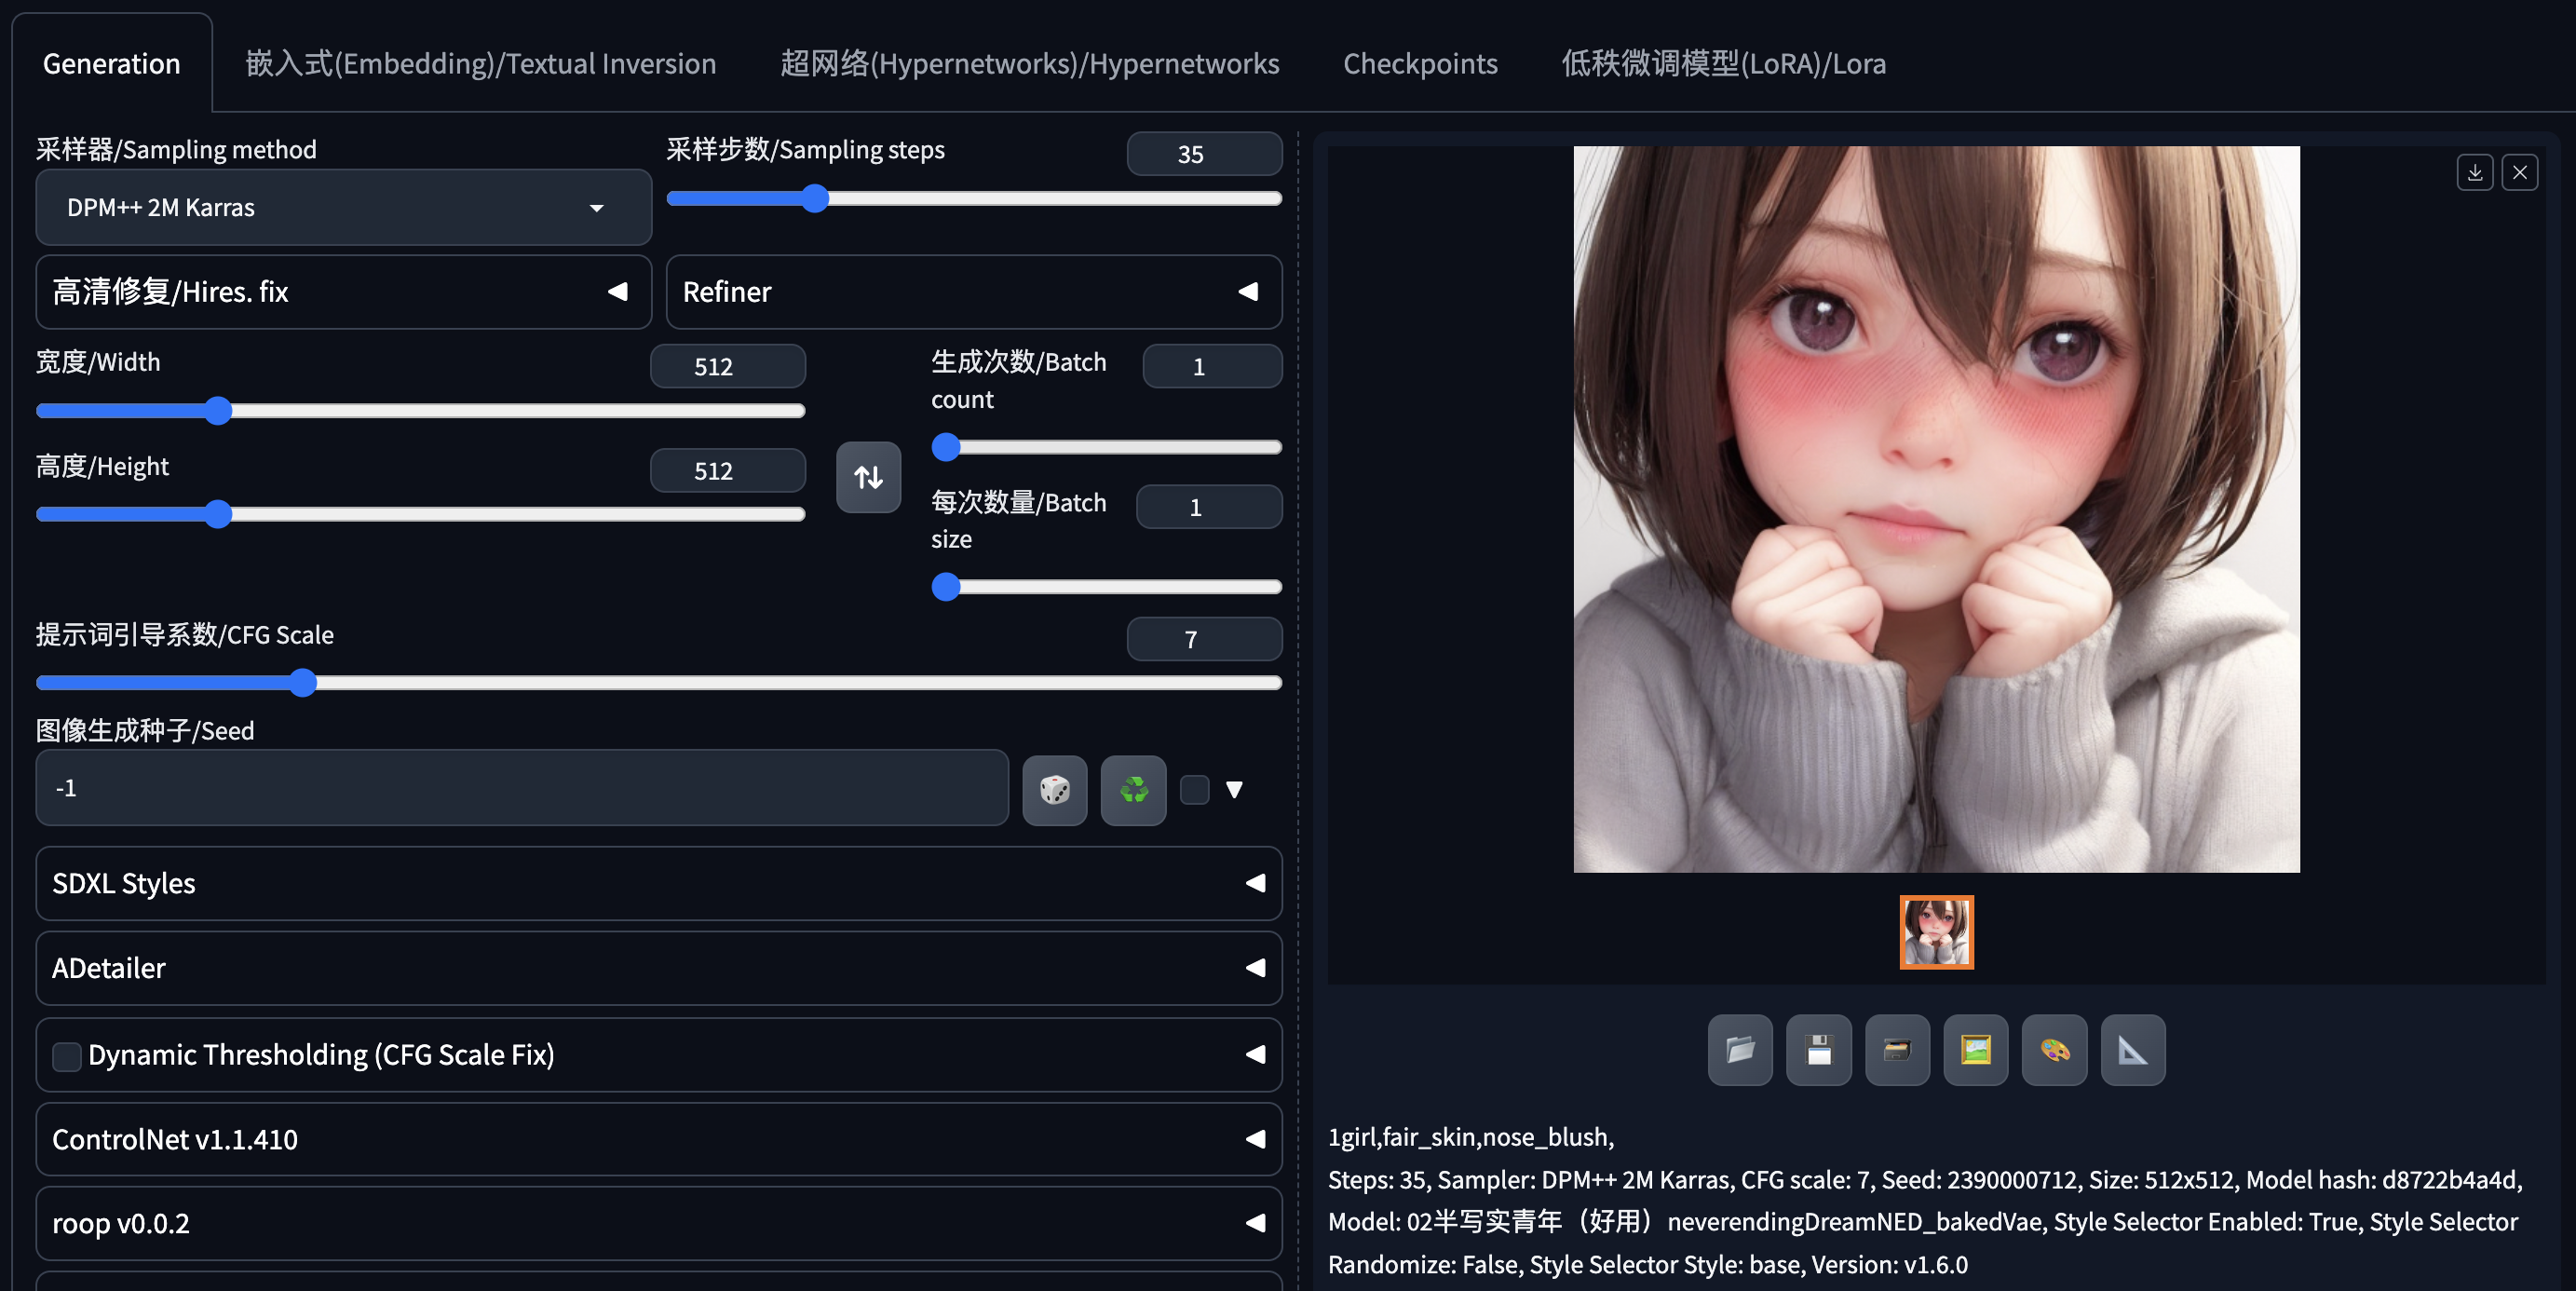 Generation
嵌入式(Embedding)/Textual Inversion
超网络(Hypernetworks)/Hypernetworks
Checkpoints
低秩微调模型(LoRA)/Lora
采样器/Sampling method
DPM++ 2M Karras
采样步数/Sampling steps
35
高清修复/Hires. fix
Refiner
宽度/Width
512
高度/Height
512
生成次数/Batch
count
1
每次数量/Batch
size
1
提示词引导系数/CFG Scale
7
图像生成种子/Seed
-1
SDXL Styles
ADetailer
Dynamic Thresholding (CFG Scale Fix)
ControlNet v1.1.410
roop v0.0.2
1girl,fair_skin,nose_blush,
Steps: 35, Sampler: DPM++ 2M Karras, CFG scale: 7, Seed: 2390000712, Size: 512x512, Model hash: d8722b4a4d,
Model: 02半写实青年（好用）neverendingDreamNED_bakedVae, Style Selector Enabled: True, Style Selector
Randomize: False, Style Selector Style: base, Version: v1.6.0